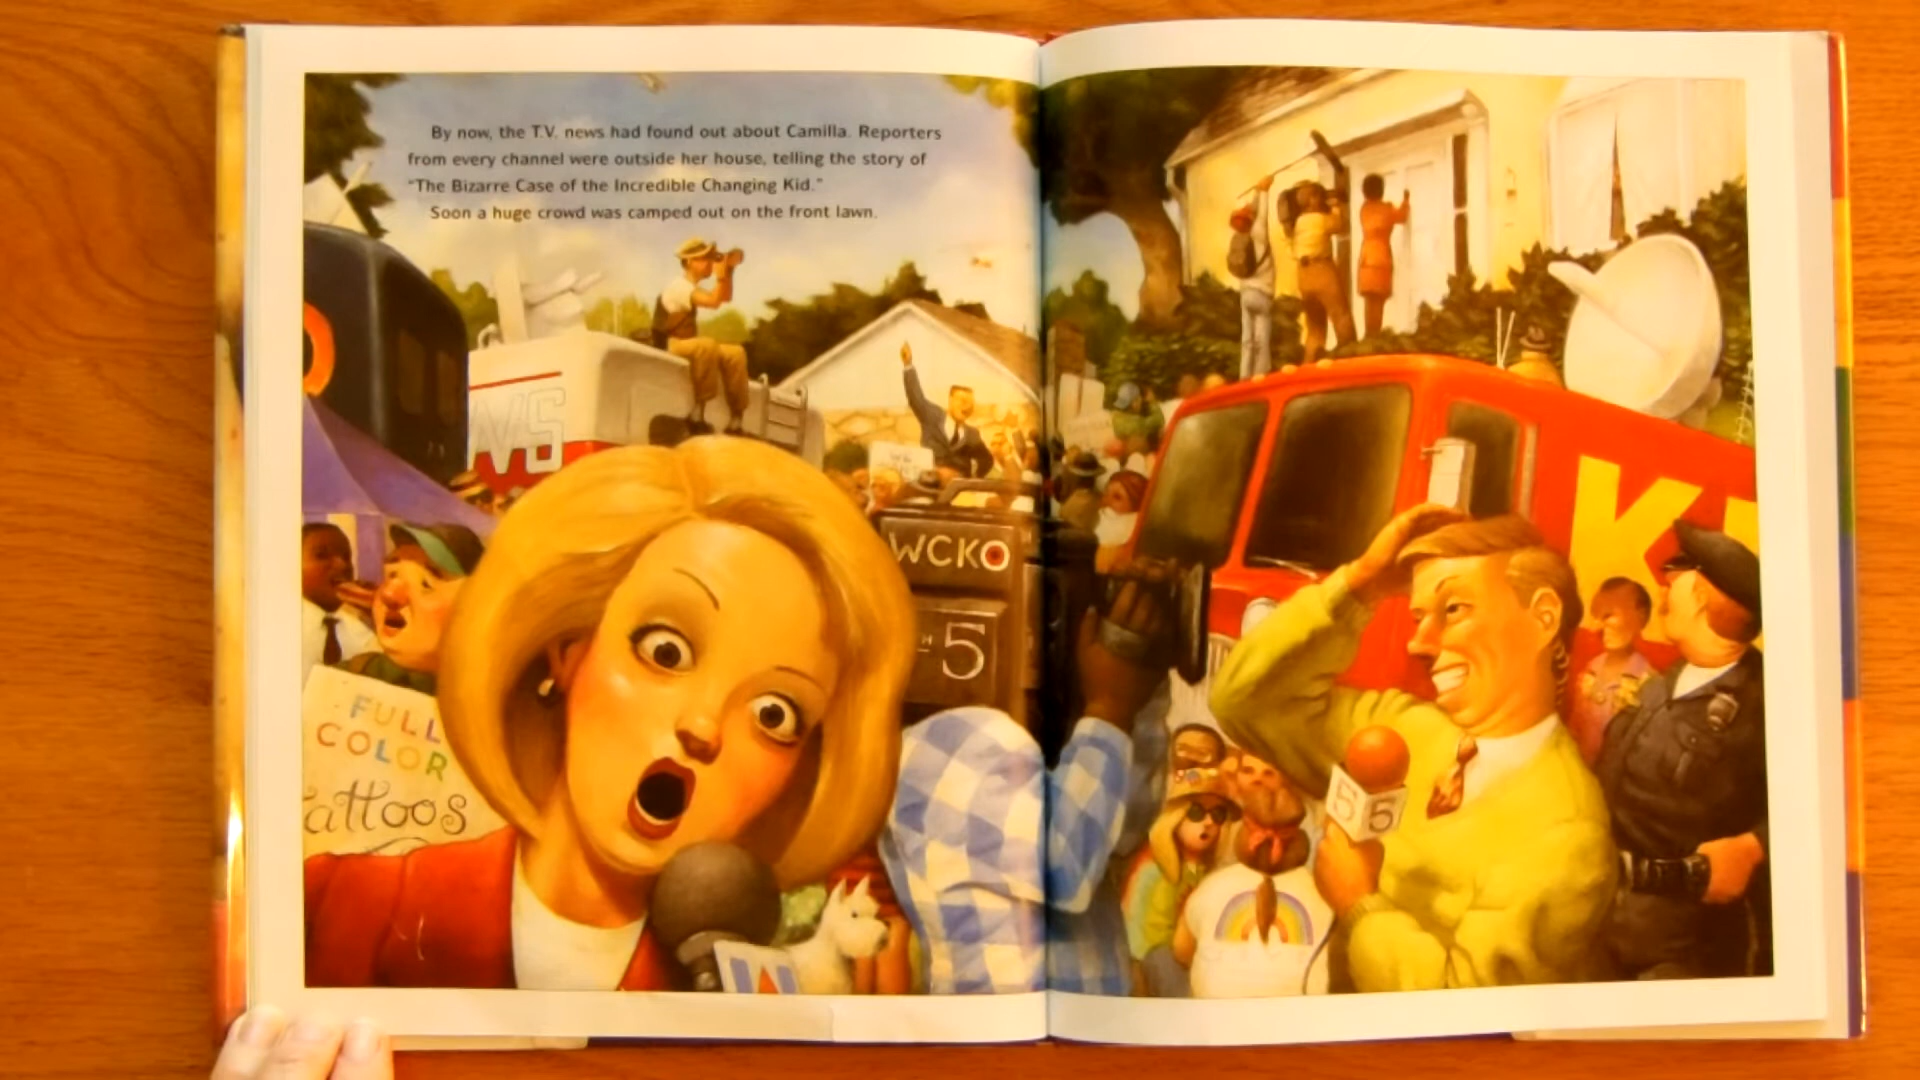 By now, the T.V. news had found out about Camilla. Reporters
from every channel were outside her house, telling the story of
"The Bizarre Case of the Incredible Changing Kid."
Soon a huge crowd was camped out on the front lawn.
WCKO
5
FULL
COLOR
attoos
5 5